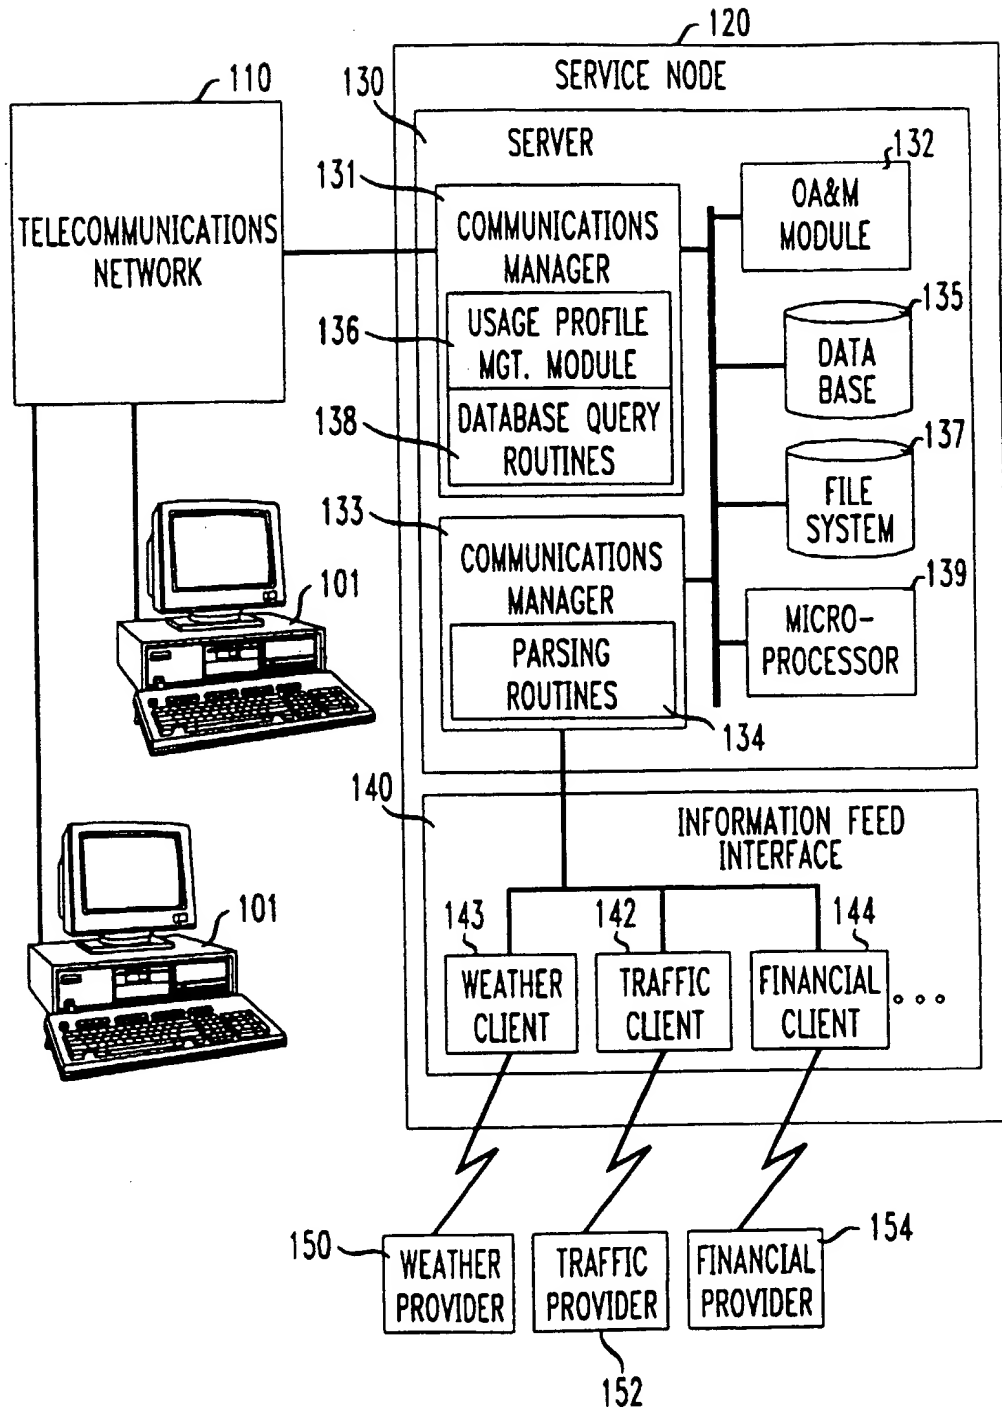 120
SERVICE NODE
110
TELECOMMUNICATIONS
NETWORK
130
SERVER
131
COMMUNICATIONS
MANAGER
136
USAGE PROFILE
MGT. MODULE
138
DATABASE QUERY
ROUTINES
132
OA&M
MODULE
135
DATA
BASE
137
FILE
SYSTEM
139
MICRO-
PROCESSOR
133
COMMUNICATIONS
MANAGER
PARSING
ROUTINES
134
101
101
140
INFORMATION FEED
INTERFACE
143
WEATHER
CLIENT
142
TRAFFIC
CLIENT
144
FINANCIAL
CLIENT
150
WEATHER
PROVIDER
TRAFFIC
PROVIDER
152
FINANCIAL
PROVIDER
154